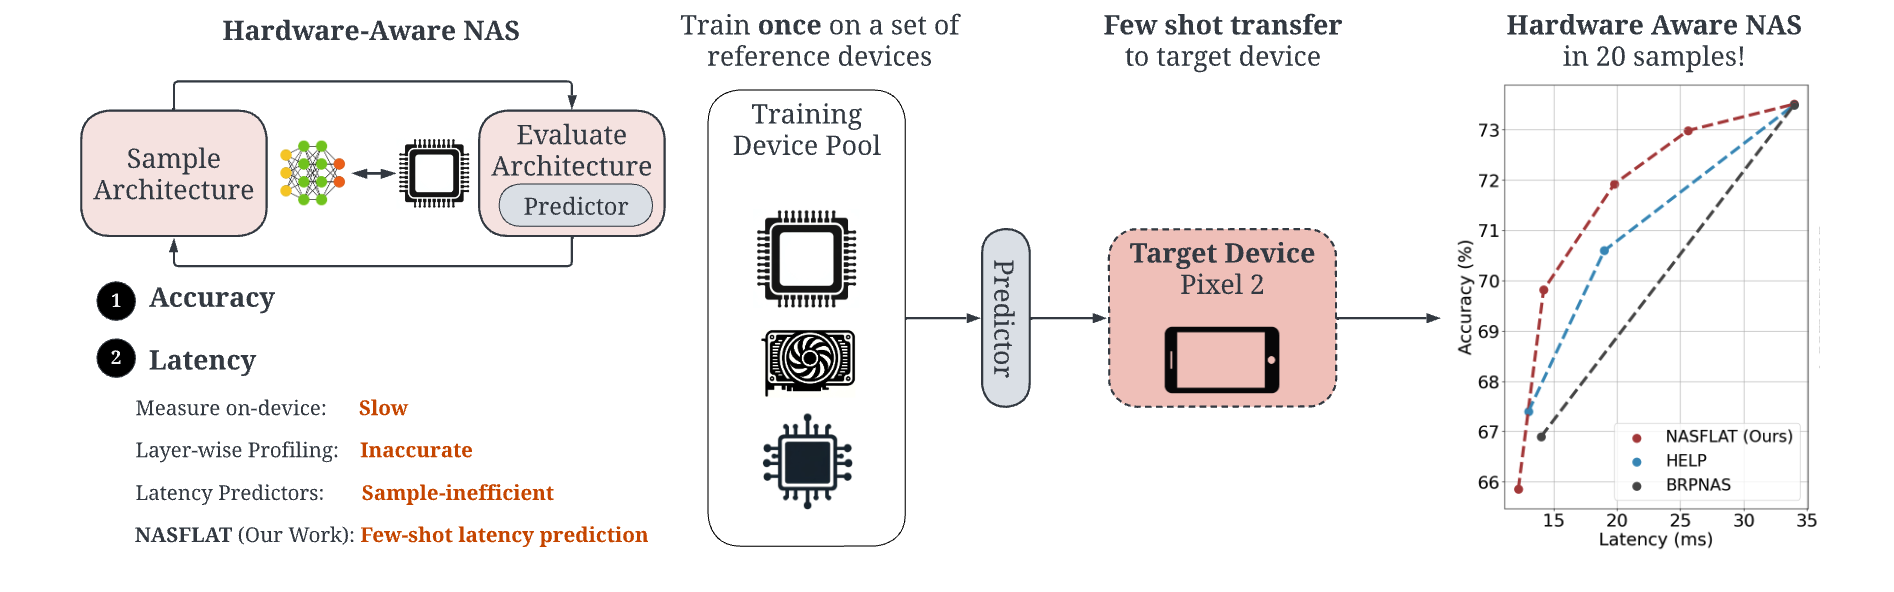 Hardware-Aware NAS
Sample
Architecture
Evaluate
Architecture
Predictor
1 Accuracy
2 Latency
Measure on-device: Slow
Layer-wise Profiling: Inaccurate
Latency Predictors: Sample-inefficient
NASFLAT (Our Work): Few-shot latency prediction
Train once on a set of
reference devices
Training
Device Pool
Predictor
Few shot transfer
to target device
Target Device
Pixel 2
Hardware Aware NAS
in 20 samples!
Accuracy (%)
73
72
71
70
69
68
67
66
NASFLAT (Ours)
HELP
BRPNAS
15 20 25 30 35
Latency (ms)